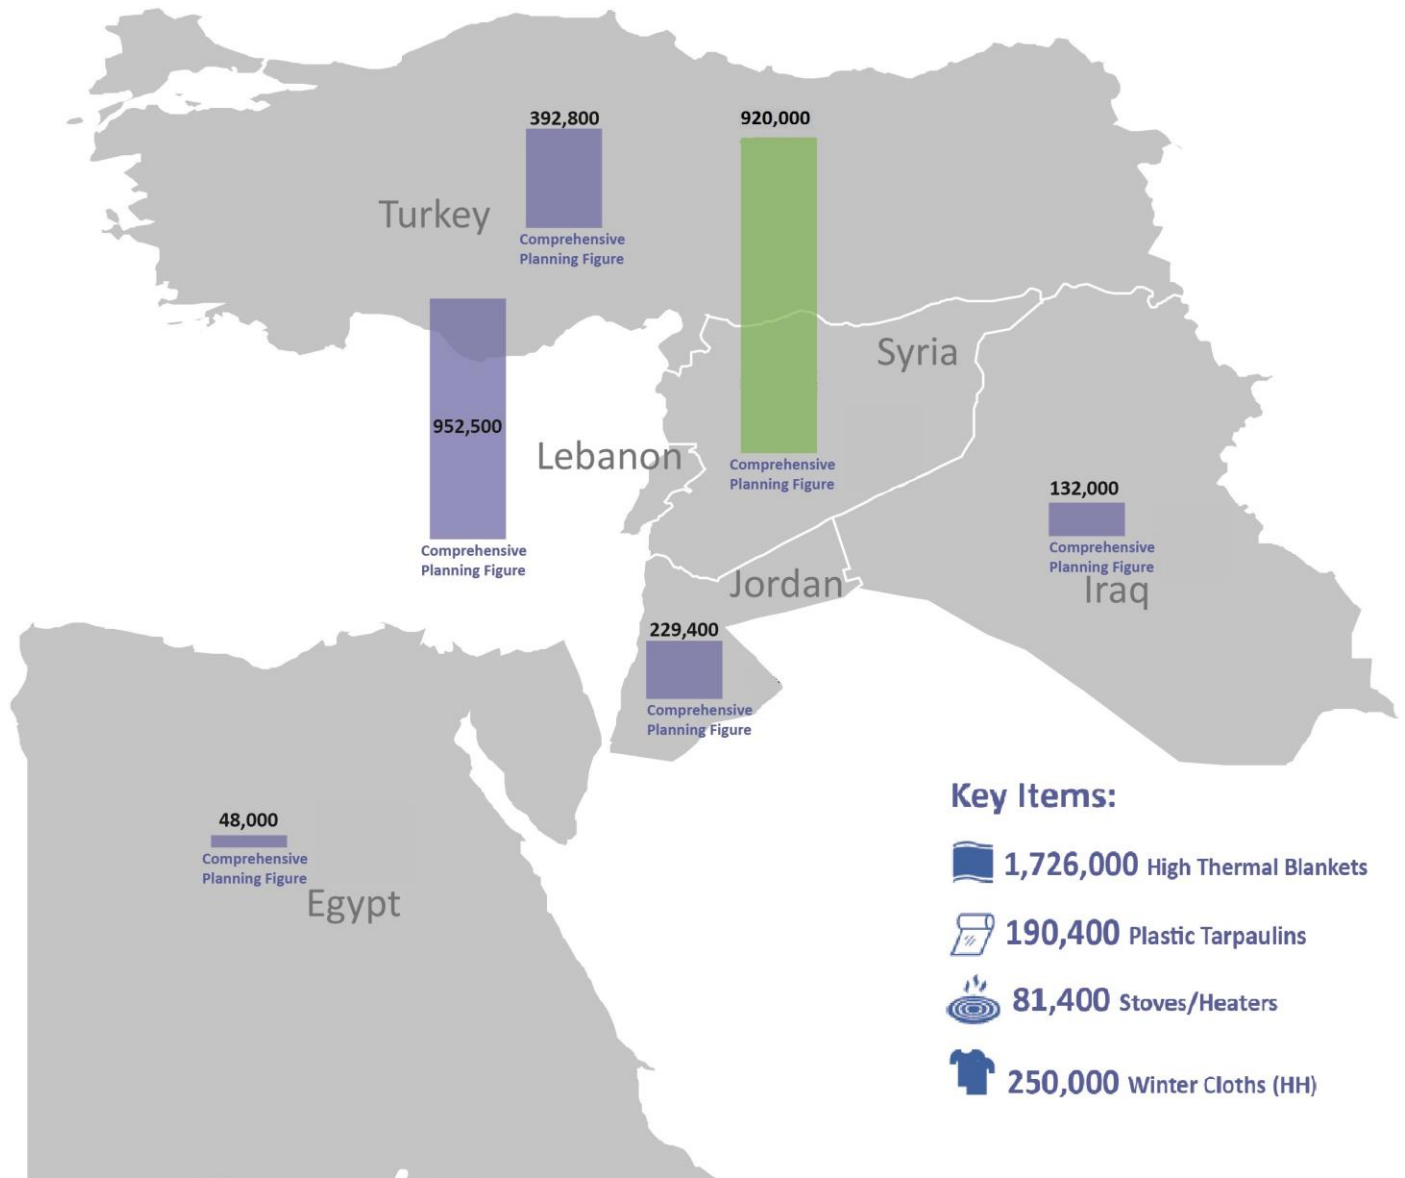 392,800
Comprehensive
Planning Figure
Turkey
920,000
Comprehensive
Planning Figure
Syria
952,500
Comprehensive
Planning Figure
Lebanon
132,000
Comprehensive
Planning Figure
Iraq
Jordan
229,400
Comprehensive
Planning Figure
48,000
Comprehensive
Planning Figure
Egypt
Key Items:
1,726,000 High Thermal Blankets
190,400 Plastic Tarpaulins
81,400 Stoves/Heaters
250,000 Winter Cloths (HH)